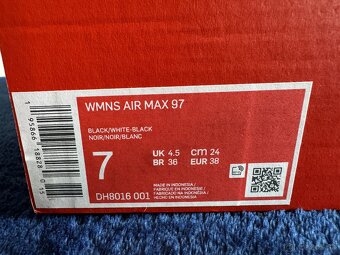 WMNS AIR MAX 97
BLACK/WHITE-BLACK
NOIR/NOIR/BLANC
7
UK 4.5
cm 24
BR 36
EUR 38
DH8016 001
MADE IN INDONESIA
FABRIQUÉ EN INDONÉSIE
HECHO EN INDONESIA